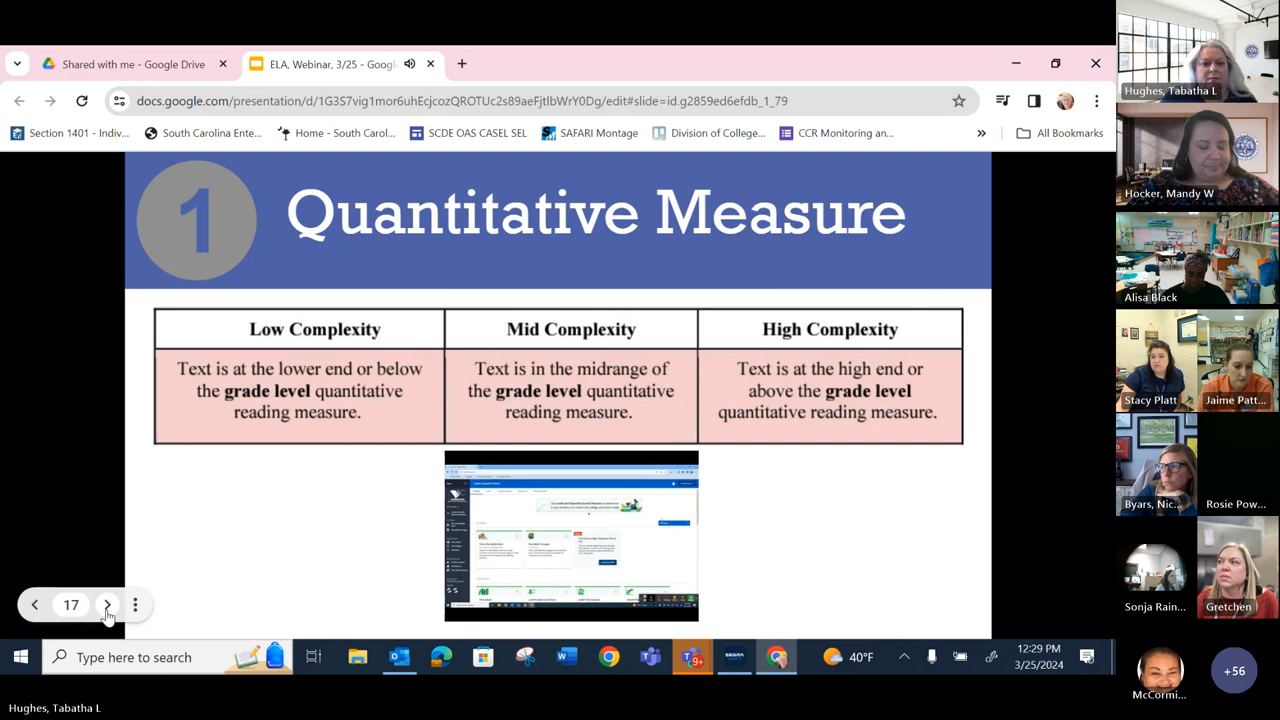 Shared with me - Google Drive
ELA, Webinar, 3/25 - Googl
docs.google.com/presentation/d/1G3S7vig1mor6uhEcjcozQROTUc2s89aeFjtIbWrY0Dg/edit#slide=id.g2859ed6efdb_1_79
Section 1401 - Indiv...
South Carolina Ente...
Home - South Carol...
SCDE OAS CASEL SEL
SAFARI Montage
Division of College...
CCR Monitoring an...
All Bookmarks
1
Quantitative Measure
Low Complexity
Mid Complexity
High Complexity
Text is at the lower end or below
the grade level quantitative
reading measure.
Text is in the midrange of
the grade level quantitative
reading measure.
Text is at the high end or
above the grade level
quantitative reading measure.
17
Type here to search
9+
40°F
12:29 PM
3/25/2024
Hughes, Tabatha L
Hughes, Tabatha L
Hocker, Mandy W
Alisa Black
Stacy Platt
Jaime Patt...
Byars, Nic...
Rosie Pow...
Sonja Rain...
Gretchen
McCormi...
+56